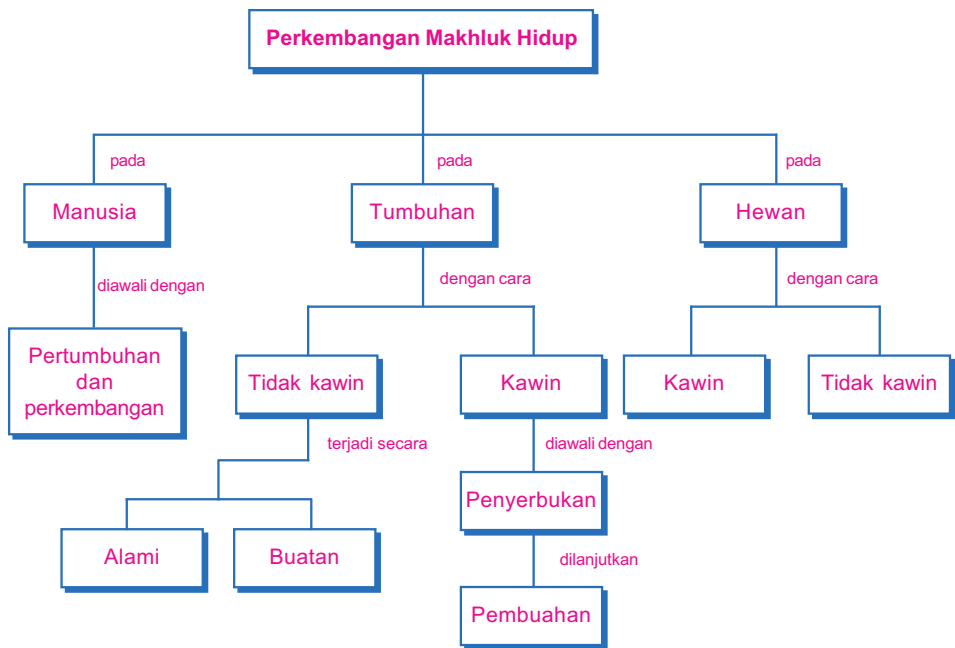 Perkembangan Makhluk Hidup
pada
pada
pada
Manusia
Tumbuhan
Hewan
diawali dengan
dengan cara
dengan cara
Pertumbuhan
dan
perkembangan
Tidak kawin
Kawin
Kawin
Tidak kawin
terjadi secara
diawali dengan
Penyerbukan
Alami
Buatan
dilanjutkan
Pembuahan